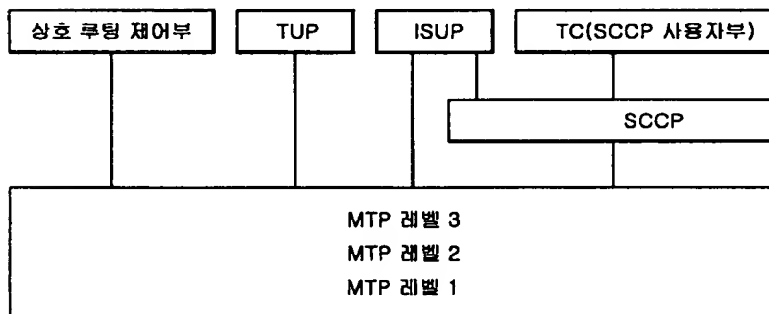 상호 루팅 제어부
TUP
ISUP
TC(SCCP 사용자부)
SCCP
MTP 레벨 3
MTP 레벨 2
MTP 레벨 1